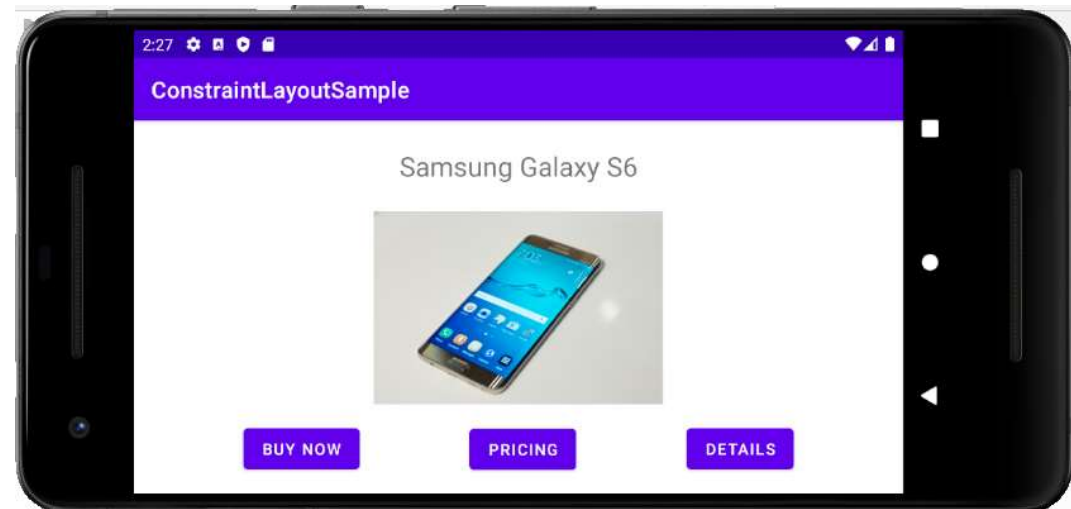 2:27
ConstraintLayoutSample
Samsung Galaxy S6
BUY NOW
PRICING
DETAILS